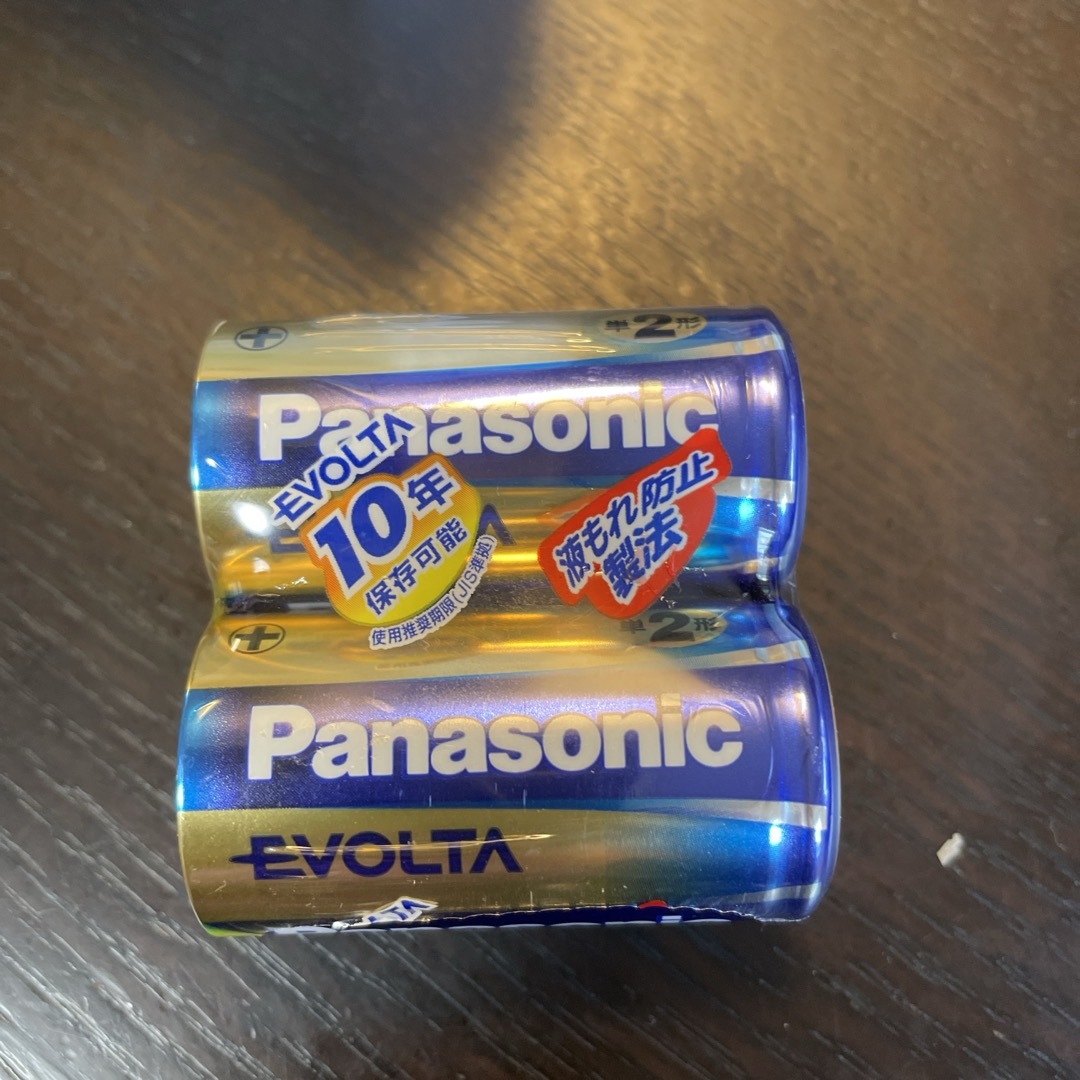 単2形
Panasonic
EVOLTA
10年
保存可能
使用推奨期限(JIS準拠)
液もれ防止
製法
単2形
Panasonic
EVOLTA